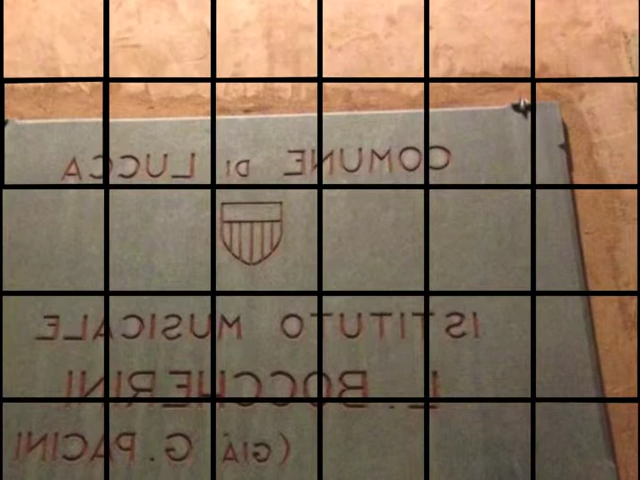 COMUNE DI LUCCA
ISTITUTO MUSICALE
L. BOCCHERINI
(GIÀ G. PACINI